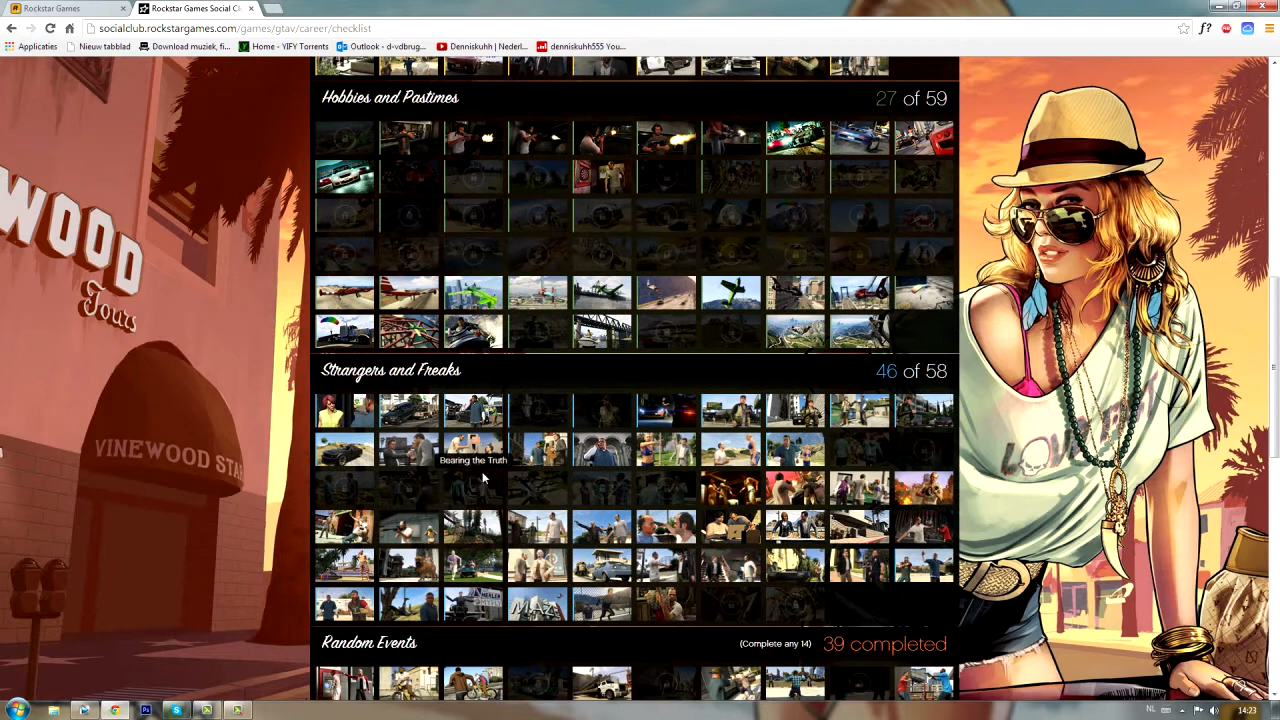 Rockstar Games
Rockstar Games Social Cl
socialclub.rockstargames.com/games/gtav/career/checklist
Applicaties
Nieuw tabblad
Download muziek, fi...
Home - YIFY Torrents
Outlook - d-vdbrug...
Denniskuhh | Nederl...
denniskuhh555 You...
Hobbies and Pastimes
27 of 59
WOOD
Tours
VINEWOOD STA
Strangers and Freaks
46 of 58
Bearing the Truth
MAZE
Random Events
(Complete any 14)
39 completed
NL
14:23